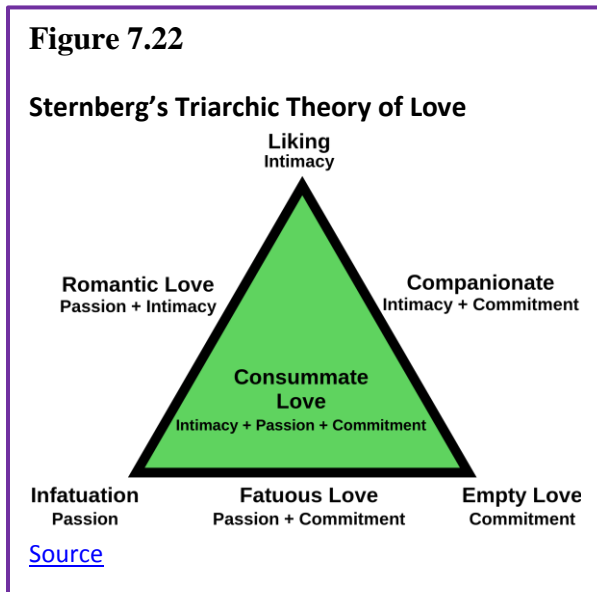 Figure 7.22
Sternberg’s Triarchic Theory of Love
Liking
Intimacy
Romantic Love
Passion + Intimacy
Companionate
Intimacy + Commitment
Consummate
Love
Intimacy + Passion + Commitment
Infatuation
Passion
Fatuous Love
Passion + Commitment
Empty Love
Commitment
Source